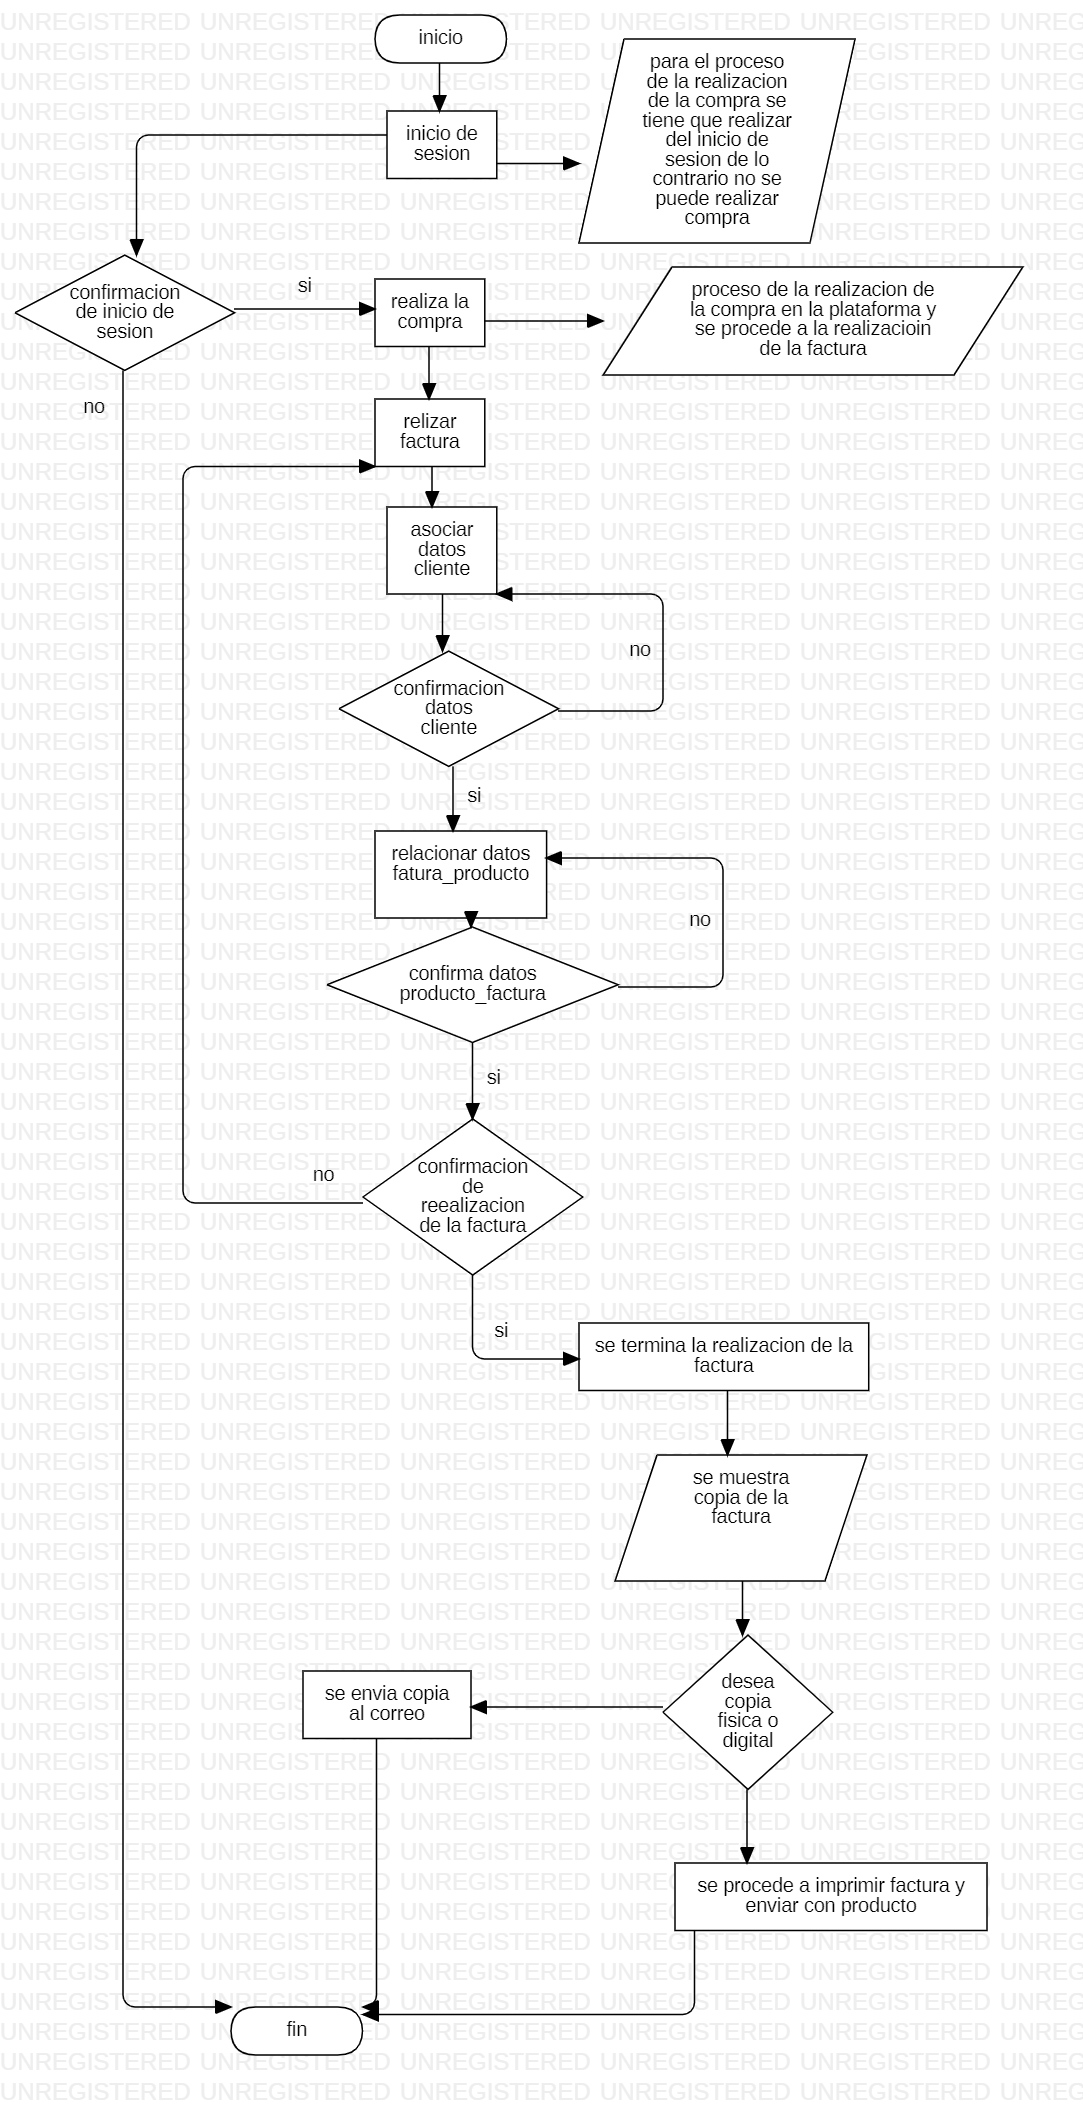 inicio
para el proceso
de la realizacion
de la compra se
tiene que realizar
del inicio de
sesion de lo
contrario no se
puede realizar
compra
inicio de
sesion
confirmacion
de inicio de
sesion
si
realiza la
compra
proceso de la realizacion de
la compra en la plataforma y
se procede a la realizacioin
de la factura
no
relizar
factura
asociar
datos
cliente
no
confirmacion
datos
cliente
si
relacionar datos
fatura_producto
no
confirma datos
producto_factura
si
no
confirmacion
de
reealizacion
de la factura
si
se termina la realizacion de la
factura
se muestra
copia de la
factura
desea
copia
fisica o
digital
se envia copia
al correo
se procede a imprimir factura y
enviar con producto
fin
UNREGISTERED